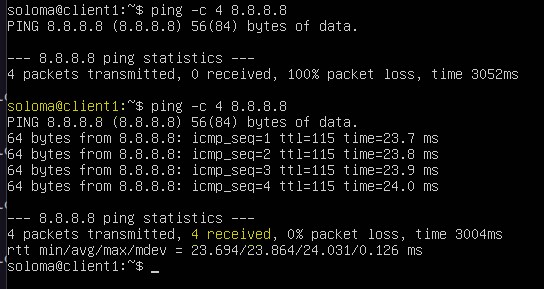 soloma@client1:~$ ping -c 4 8.8.8.8
PING 8.8.8.8 (8.8.8.8) 56(84) bytes of data.

--- 8.8.8.8 ping statistics ---
4 packets transmitted, 0 received, 100% packet loss, time 3052ms

soloma@client1:~$ ping -c 4 8.8.8.8
PING 8.8.8.8 (8.8.8.8) 56(84) bytes of data.
64 bytes from 8.8.8.8: icmp_seq=1 ttl=115 time=23.7 ms
64 bytes from 8.8.8.8: icmp_seq=2 ttl=115 time=23.8 ms
64 bytes from 8.8.8.8: icmp_seq=3 ttl=115 time=23.9 ms
64 bytes from 8.8.8.8: icmp_seq=4 ttl=115 time=24.0 ms

--- 8.8.8.8 ping statistics ---
4 packets transmitted, 4 received, 0% packet loss, time 3004ms
rtt min/avg/max/mdev = 23.694/23.864/24.031/0.126 ms
soloma@client1:~$ _